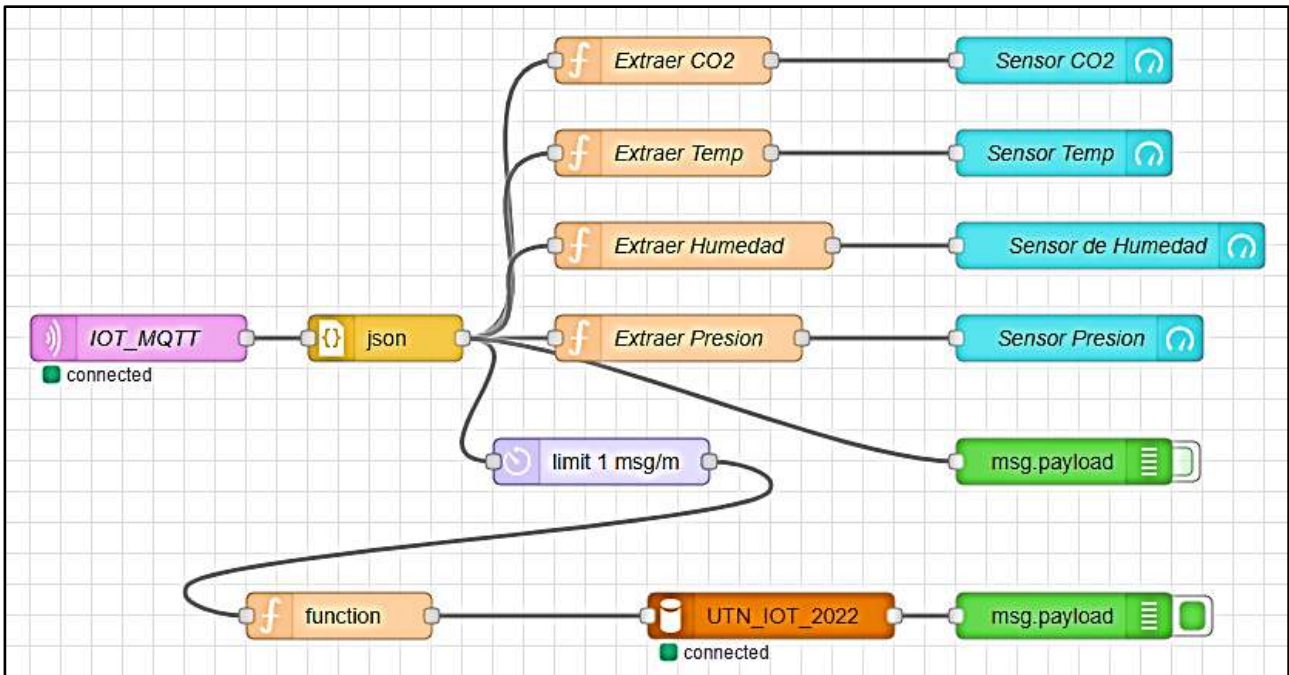 Extraer CO2
Sensor CO2
Extraer Temp
Sensor Temp
Extraer Humedad
Sensor de Humedad
IOT_MQTT
json
Extraer Presion
Sensor Presion
connected
limit 1 msg/m
msg.payload
function
UTN_IOT_2022
msg.payload
connected